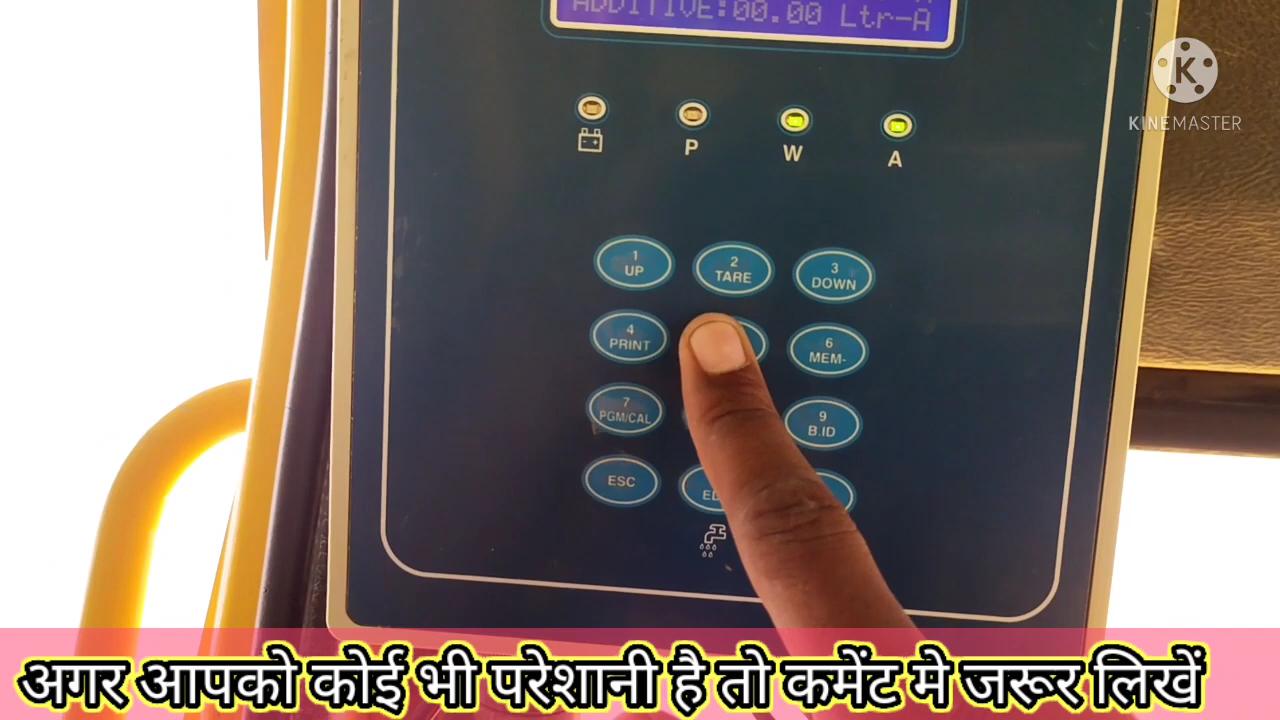 ADDITIVE:00.00 Ltr-A
K
KINEMASTER
P W A
1 UP
2 TARE
3 DOWN
4 PRINT
6 MEM-
7 PGM/CAL
9 B.ID
ESC
अगर आपको कोई भी परेशानी है तो कमेंट मे जरूर लिखें